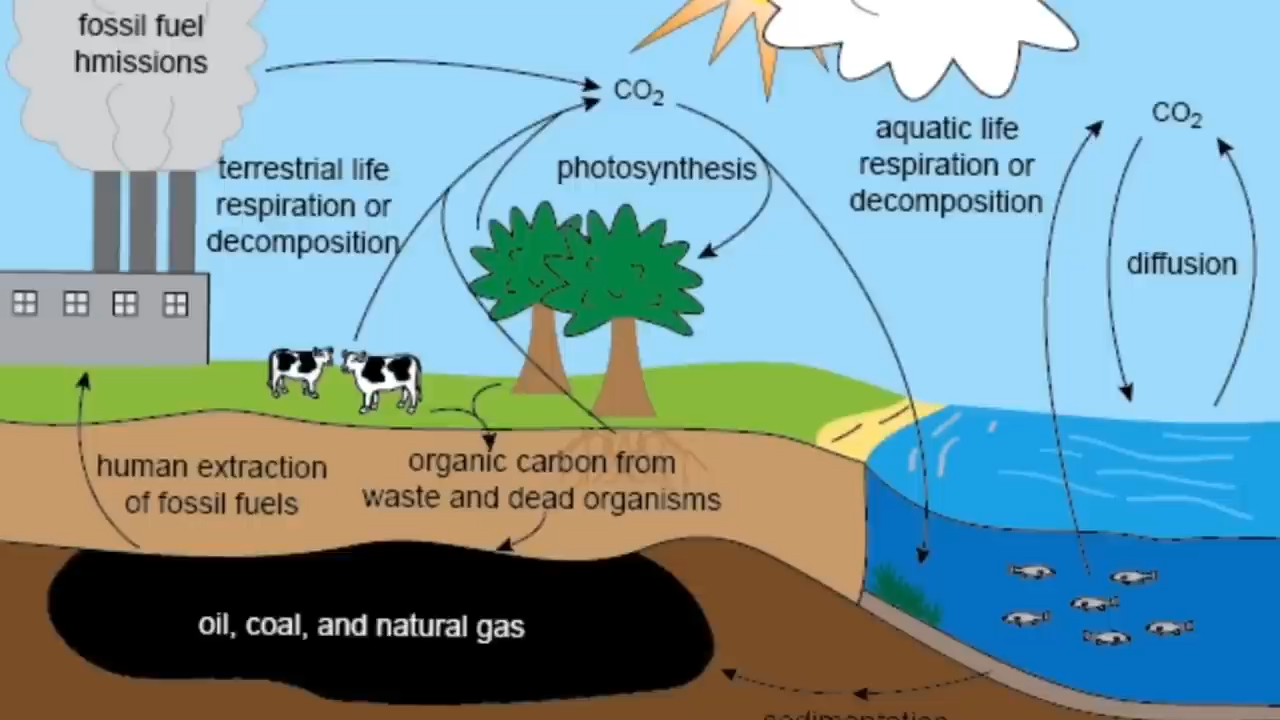 fossil fuel
hmissions
CO₂
CO₂
terrestrial life
respiration or
decomposition
photosynthesis
aquatic life
respiration or
decomposition
diffusion
human extraction
of fossil fuels
organic carbon from
waste and dead organisms
oil, coal, and natural gas
sedimentation